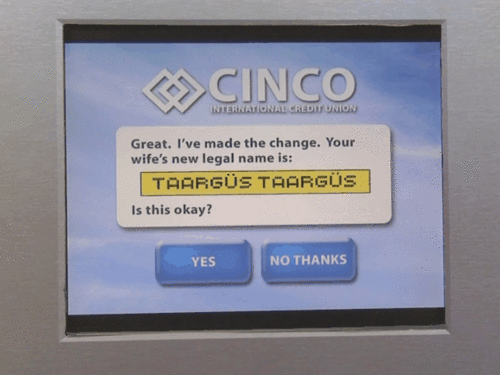 CINCO
INTERNATIONAL CREDIT UNION
Great. I've made the change. Your
wife's new legal name is:
TAARGÜS TAARGÜS
Is this okay?
YES
NO THANKS